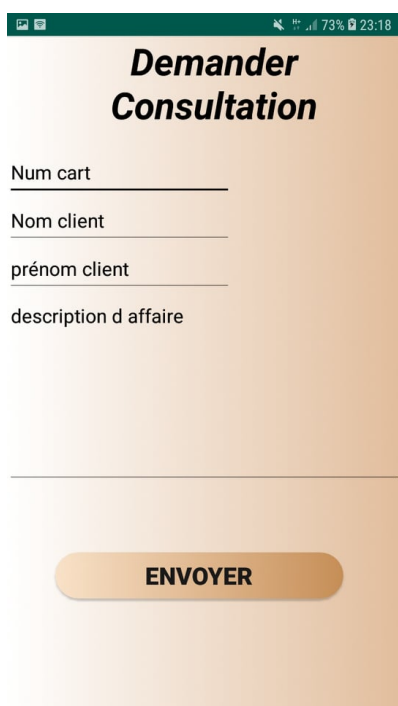 73% 23:18
Demander
Consultation
Num cart
Nom client
prénom client
description d affaire
ENVOYER